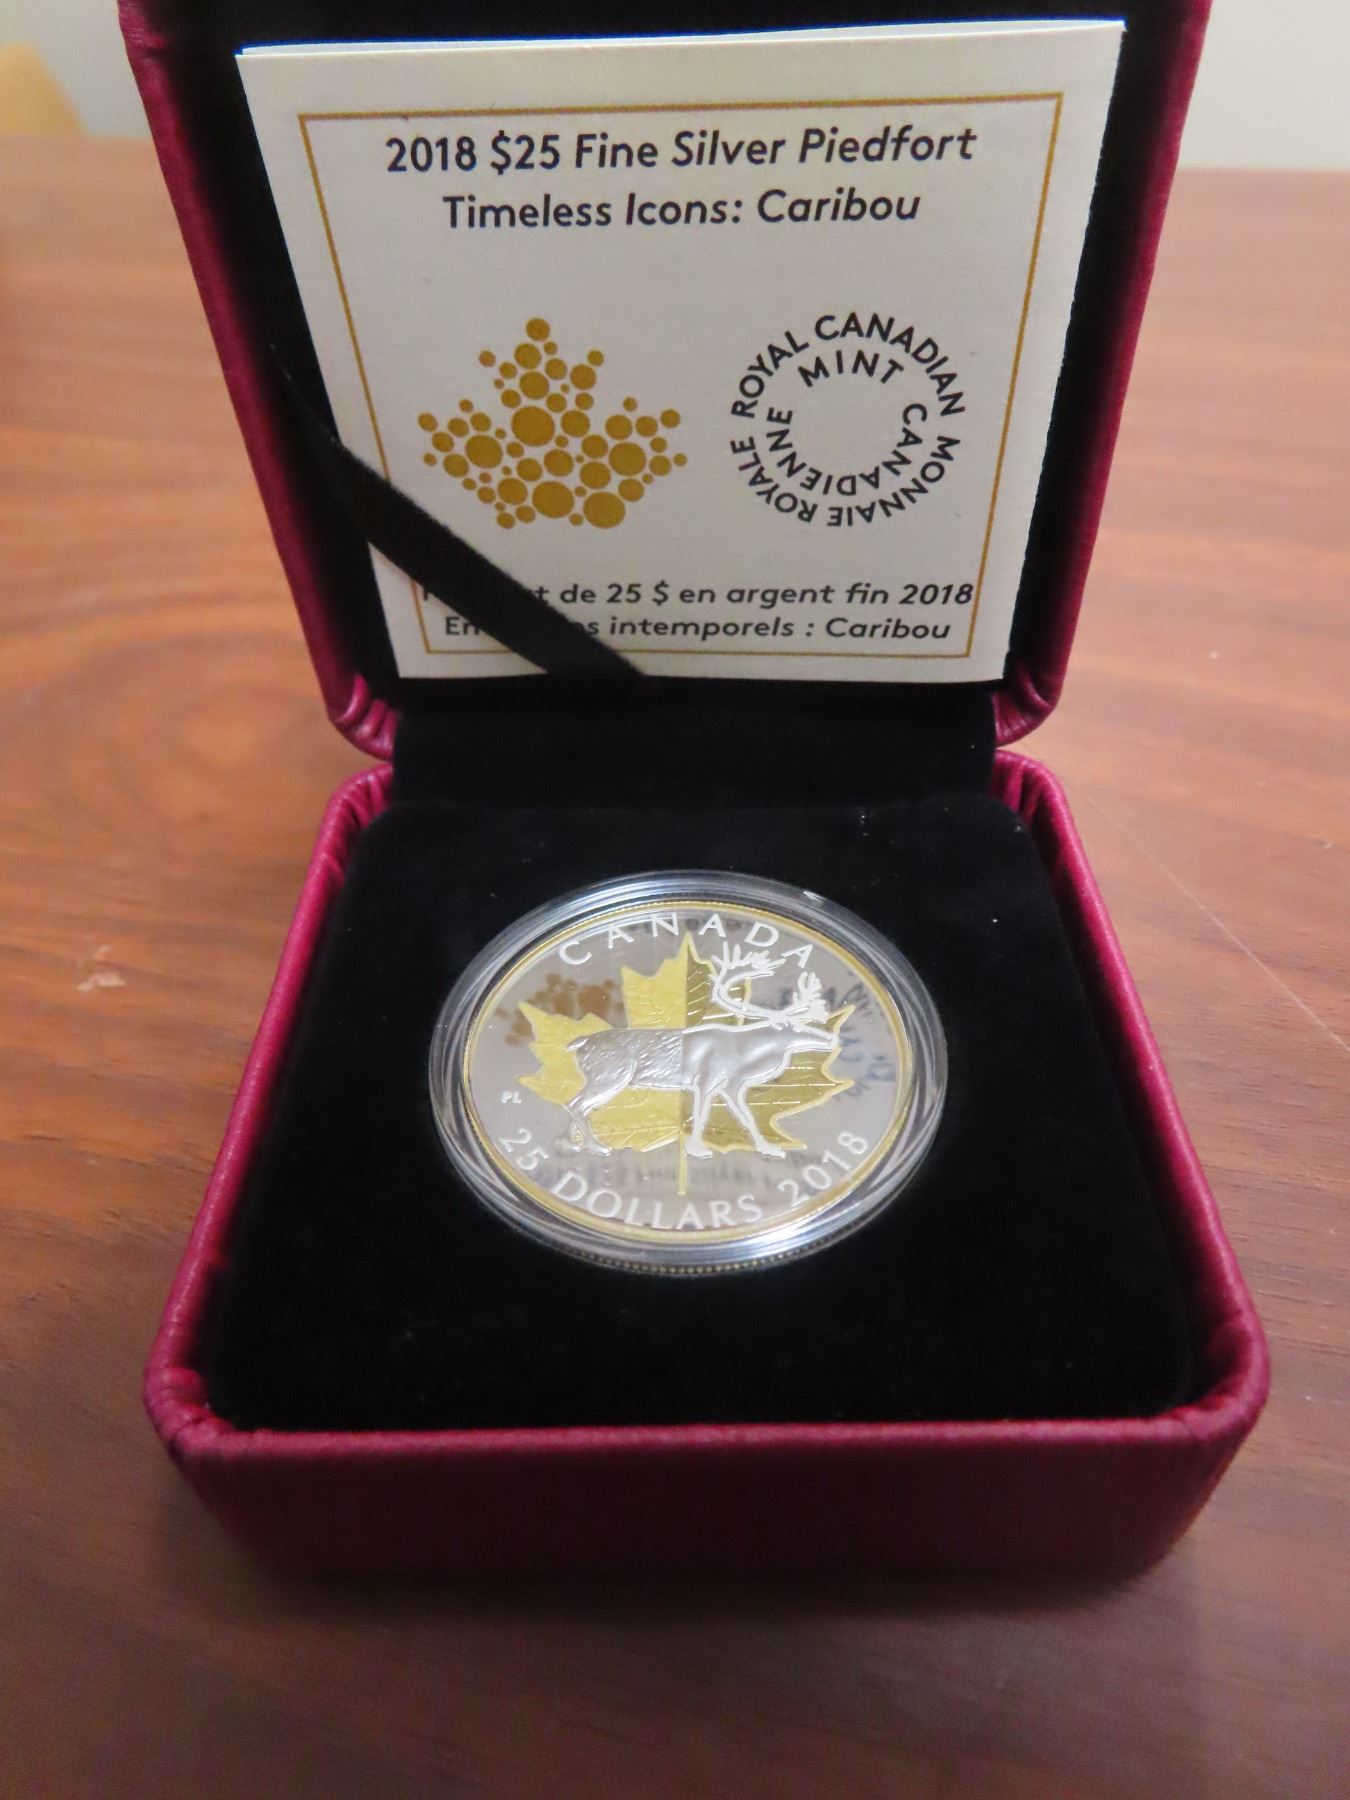 2018 $25 Fine Silver Piedfort
Timeless Icons: Caribou
ROYAL CANADIAN MINT
MONNAIE ROYALE CANADIENNE
de 25 $ en argent fin 2018
intemporels : Caribou
CANADA
PL
25 DOLLARS 2018